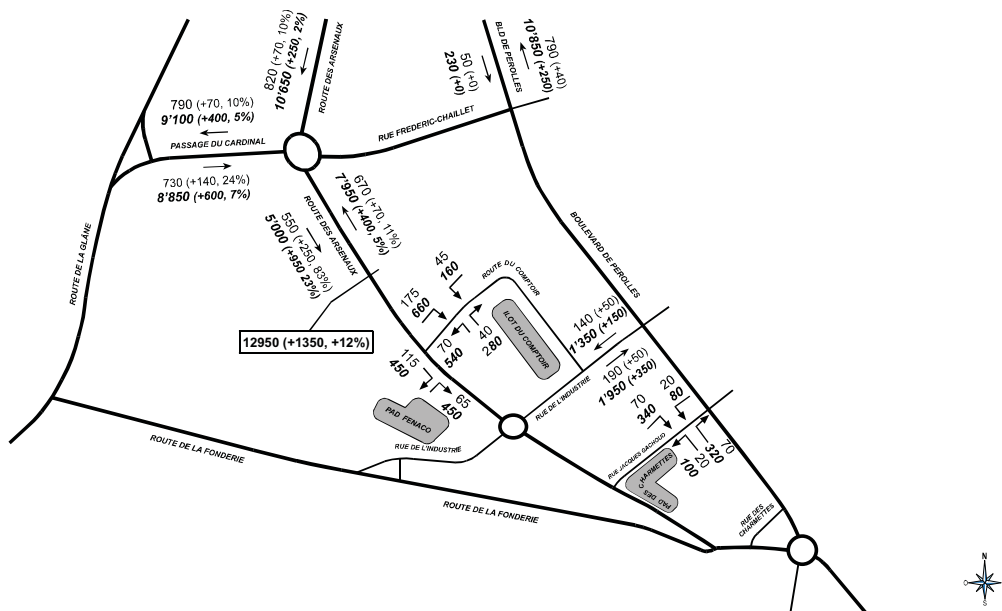 820 (+70, 10%)
10'650 (+250, 2%)
ROUTE DES ARSENAUX
50 (+0)
230 (+0)
BLD DE PEROLLES
790 (+40)
10'850 (+250)
790 (+70, 10%)
9'100 (+400, 5%)
PASSAGE DU CARDINAL
RUE FREDERIC-CHAILLET
730 (+140, 24%)
8'850 (+600, 7%)
670 (+70, 11%)
7'950 (+400, 5%)
ROUTE DES ARSENAUX
550 (+250, 83%)
5'000 (+950 23%)
ROUTE DE LA GLÂNE
BOULEVARD DE PEROLLES
45
160
ROUTE DU COMPTOIR
175
660
ILOT DU COMPTOIR
40
280
70
540
140 (+50)
1'350 (+150)
12950 (+1350, +12%)
115
450
65
450
190 (+50)
1'950 (+350)
RUE DE L'INDUSTRIE
20
80
70
340
PAD FENACO
RUE DE L'INDUSTRIE
ROUTE DE LA FONDERIE
RUE JACQUES GACHOUD
70
320
20
100
PAD DES
CHARMETTES
ROUTE DE LA FONDERIE
RUE DES
CHARMETTES
N
O
E
S